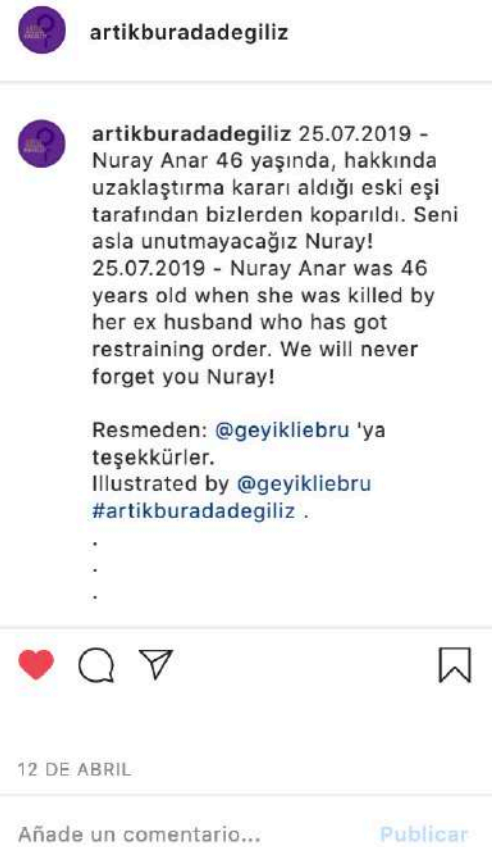 artikburadadegiliz
artikburadadegiliz 25.07.2019 -
Nuray Anar 46 yaşında, hakkında
uzaklaştırma kararı aldığı eski eşi
tarafından bizlerden koparıldı. Seni
asla unutmayacağız Nuray!
25.07.2019 - Nuray Anar was 46
years old when she was killed by
her ex husband who has got
restraining order. We will never
forget you Nuray!
Resmeden: @geyikliebru 'ya
teşekkürler.
Illustrated by @geyikliebru
#artikburadadegiliz .
.
.
.
12 DE ABRIL
Añade un comentario... Publicar